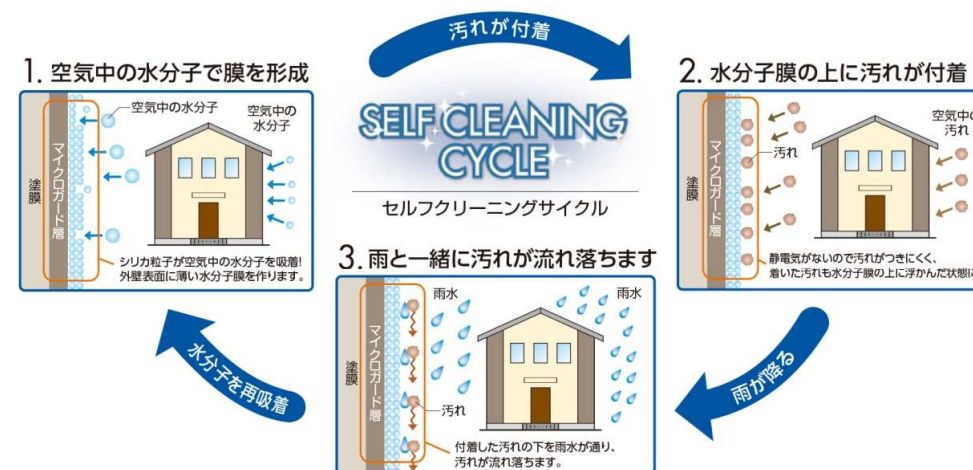 汚れが付着
1. 空気中の水分子で膜を形成
空気中の水分子
空気中の
水分子
塗膜
マイクロガード層
シリカ粒子が空気中の水分子を吸着!
外壁表面に薄い水分子膜を作ります。
SELF CLEANING
CYCLE
セルフクリーニングサイクル
2. 水分子膜の上に汚れが付着
空気中の
汚れ
汚れ
塗膜
マイクロガード層
静電気がないので汚れがつきにくく、
着いた汚れも水分子膜の上に浮かんだ状態に
雨が降る
3. 雨と一緒に汚れが流れ落ちます
雨水
雨水
塗膜
マイクロガード層
汚れ
付着した汚れの下を雨水が通り、
汚れが流れ落ちます。
水分子を再吸着